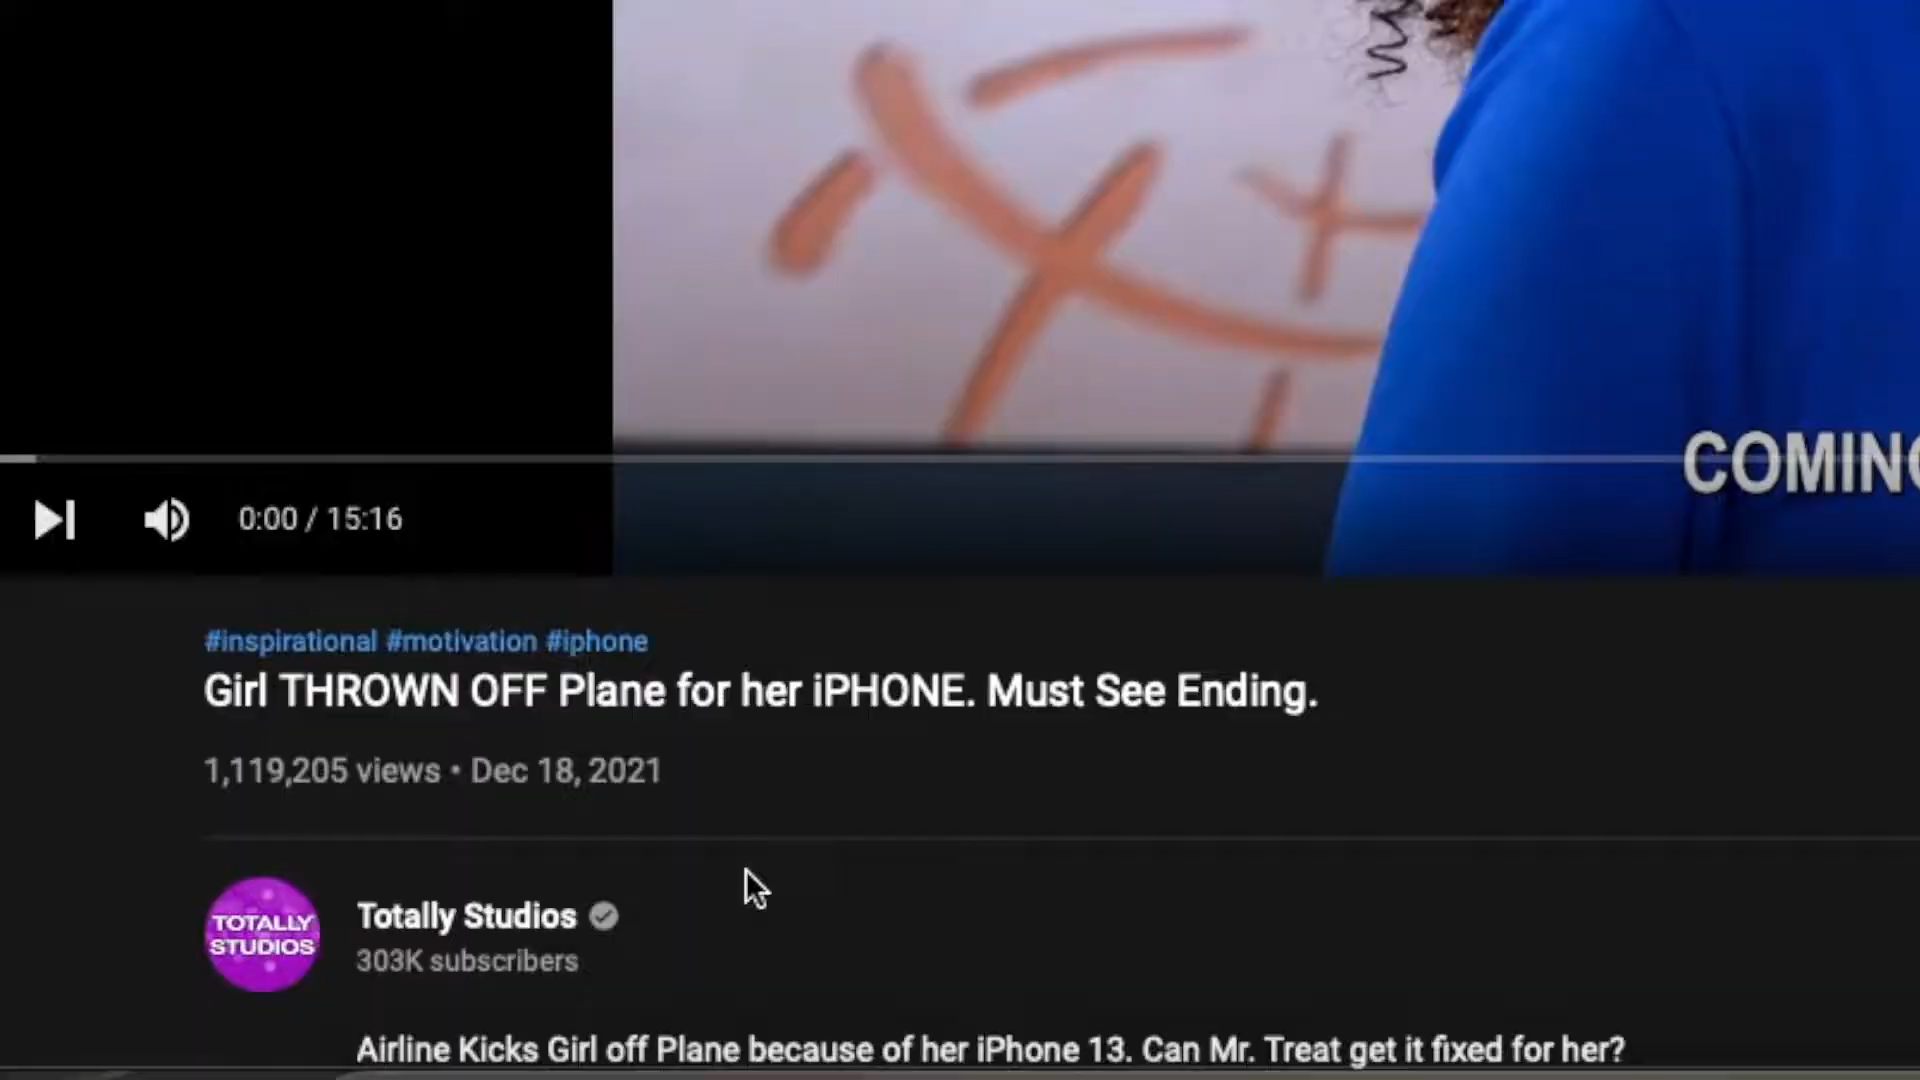 COMING
0:00 / 15:16
#inspirational #motivation #iphone
Girl THROWN OFF Plane for her iPHONE. Must See Ending.
1,119,205 views • Dec 18, 2021
TOTALLY
STUDIOS
Totally Studios
303K subscribers
Airline Kicks Girl off Plane because of her iPhone 13. Can Mr. Treat get it fixed for her?